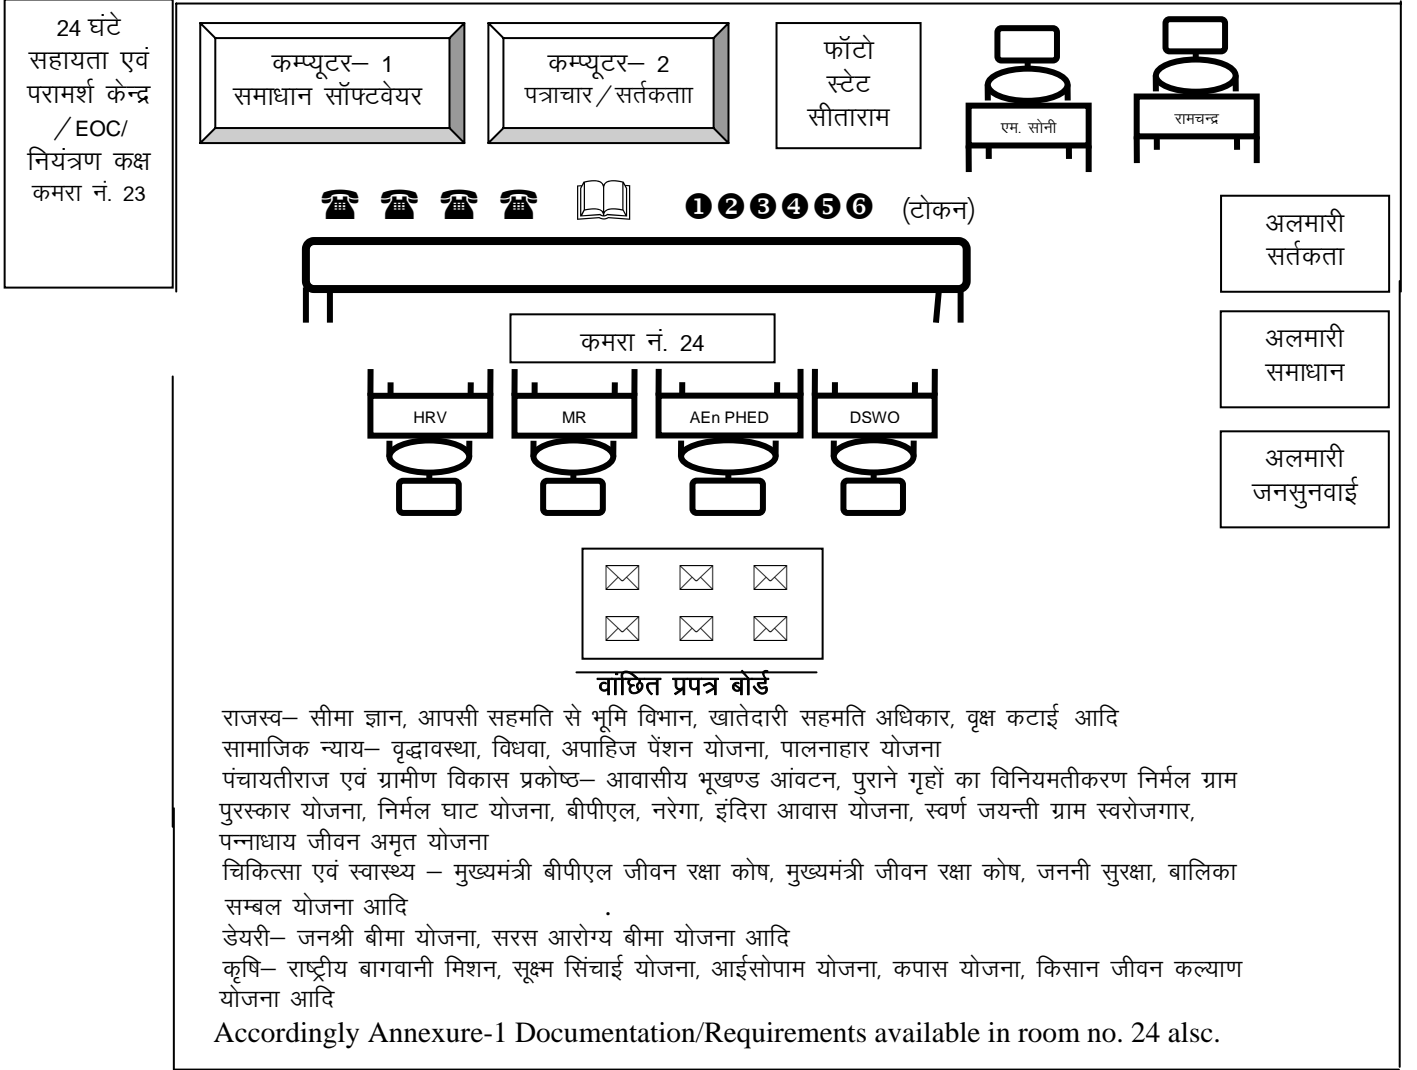 24 घंटे
सहायता एवं
परामर्श केन्द्र
/EOC/
नियंत्रण कक्ष
कमरा नं. 23
कम्प्यूटर– 1
समाधान सॉफ्टवेयर
कम्प्यूटर– 2
पत्राचार/सर्तकताा
फॉटो
स्टेट
सीताराम
एम. सोनी
रामचन्द्र
❶❷❸❹❺❻ (टोकन)
अलमारी
सर्तकता
कमरा नं. 24
अलमारी
समाधान
HRV
MR
AEn PHED
DSWO
अलमारी
जनसुनवाई
वांछित प्रपत्र बोर्ड
राजस्व– सीमा ज्ञान, आपसी सहमति से भूमि विभान, खातेदारी सहमति अधिकार, वृक्ष कटाई आदि
सामाजिक न्याय– वृद्धावस्था, विधवा, अपाहिज पेंशन योजना, पालनाहार योजना
पंचायतीराज एवं ग्रामीण विकास प्रकोष्ठ– आवासीय भूखण्ड आंवटन, पुराने गृहों का विनियमतीकरण निर्मल ग्राम
पुरस्कार योजना, निर्मल घाट योजना, बीपीएल, नरेगा, इंदिरा आवास योजना, स्वर्ण जयन्ती ग्राम स्वरोजगार,
पन्नाधाय जीवन अमृत योजना
चिकित्सा एवं स्वास्थ्य – मुख्यमंत्री बीपीएल जीवन रक्षा कोष, मुख्यमंत्री जीवन रक्षा कोष, जननी सुरक्षा, बालिका
सम्बल योजना आदि .
डेयरी– जनश्री बीमा योजना, सरस आरोग्य बीमा योजना आदि
कृषि– राष्ट्रीय बागवानी मिशन, सूक्ष्म सिंचाई योजना, आईसोपाम योजना, कपास योजना, किसान जीवन कल्याण
योजना आदि
Accordingly Annexure-1 Documentation/Requirements available in room no. 24 alsc.